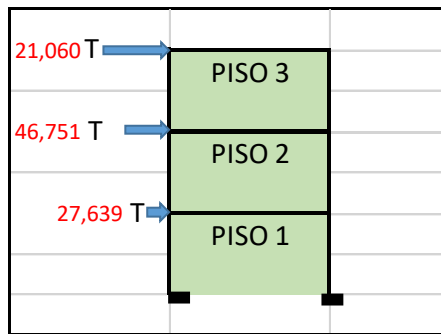 21,060 T
PISO 3
46,751 T
PISO 2
27,639 T
PISO 1